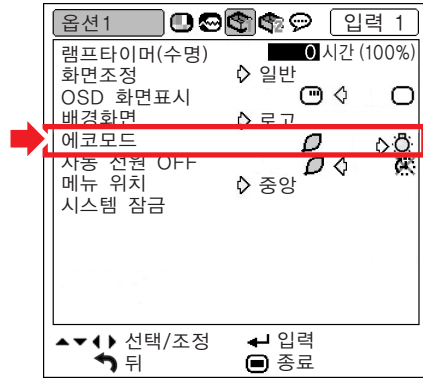 옵션1 입력 1
램프타이머(수명) 0 시간 (100%)
화면조정 일반
OSD 화면표시
배경화면 로고
에코모드
자동 전원 OFF
메뉴 위치 중앙
시스템 잠금
선택/조정 입력
뒤 종료